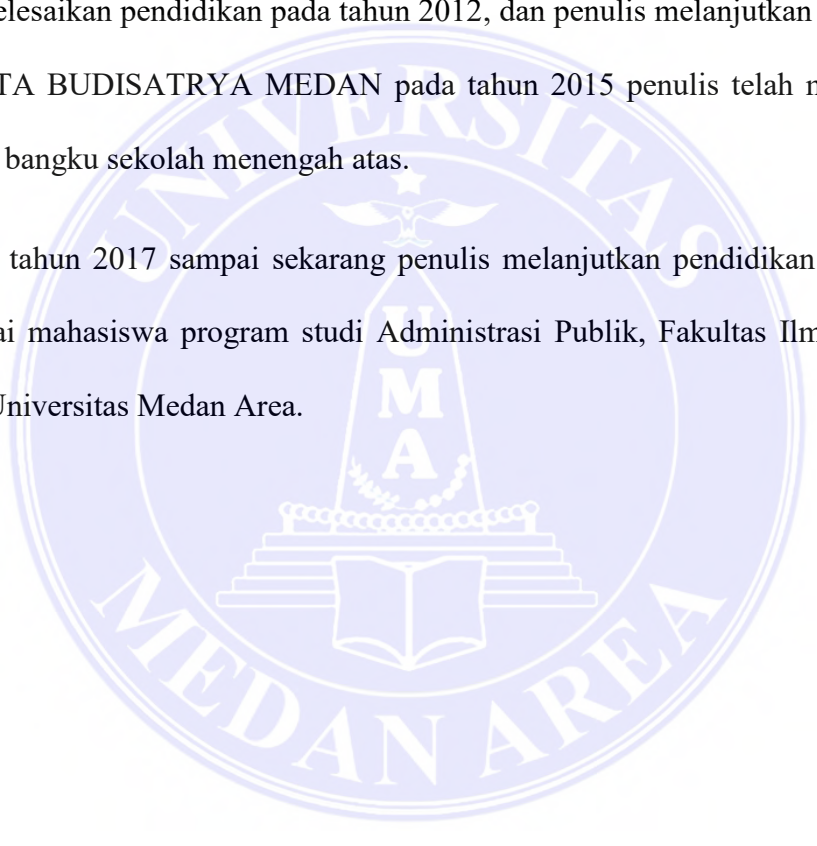 elesaikan pendidikan pada tahun 2012, dan penulis melanjutkan
TA BUDISATRYA MEDAN pada tahun 2015 penulis telah
bangku sekolah menengah atas.
tahun 2017 sampai sekarang penulis melanjutkan pendidikan
ai mahasiswa program studi Administrasi Publik, Fakultas
Universitas Medan Area.
UNIVERSITAS
U
M
A
MEDAN AREA